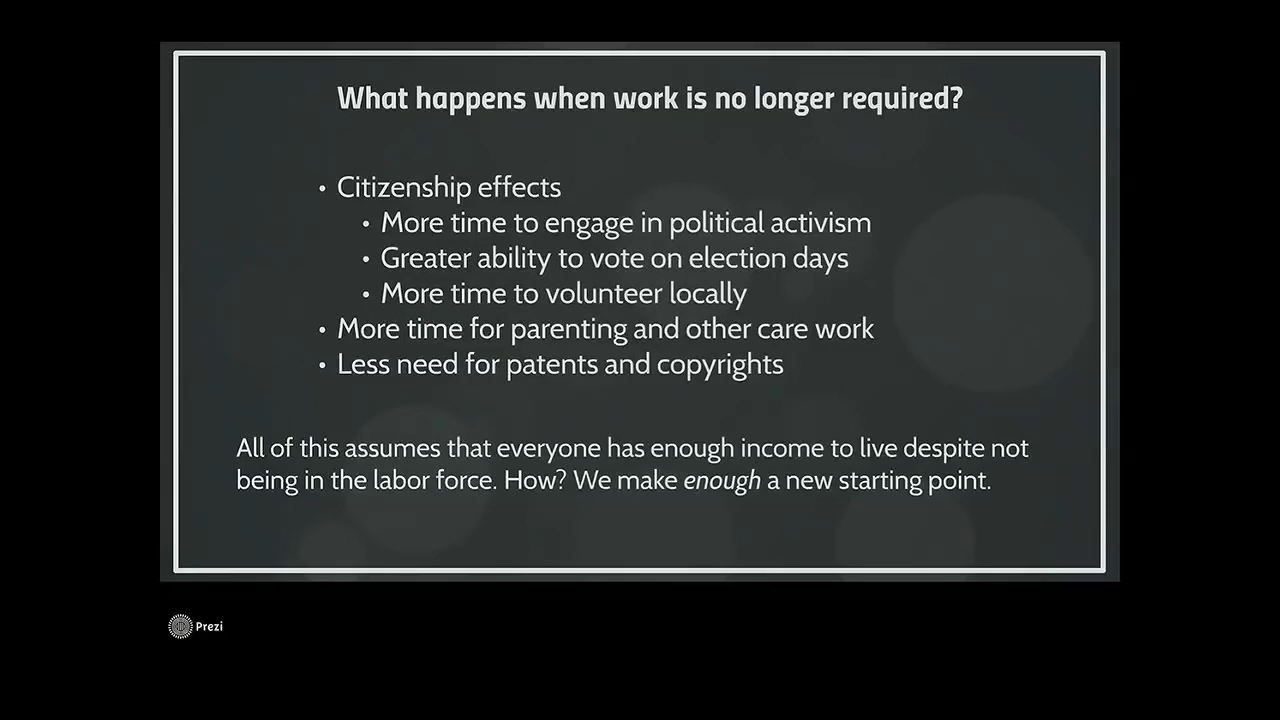 What happens when work is no longer required?
• Citizenship effects
• More time to engage in political activism
• Greater ability to vote on election days
• More time to volunteer locally
• More time for parenting and other care work
• Less need for patents and copyrights
All of this assumes that everyone has enough income to live despite not
being in the labor force. How? We make enough a new starting point.
Prezi